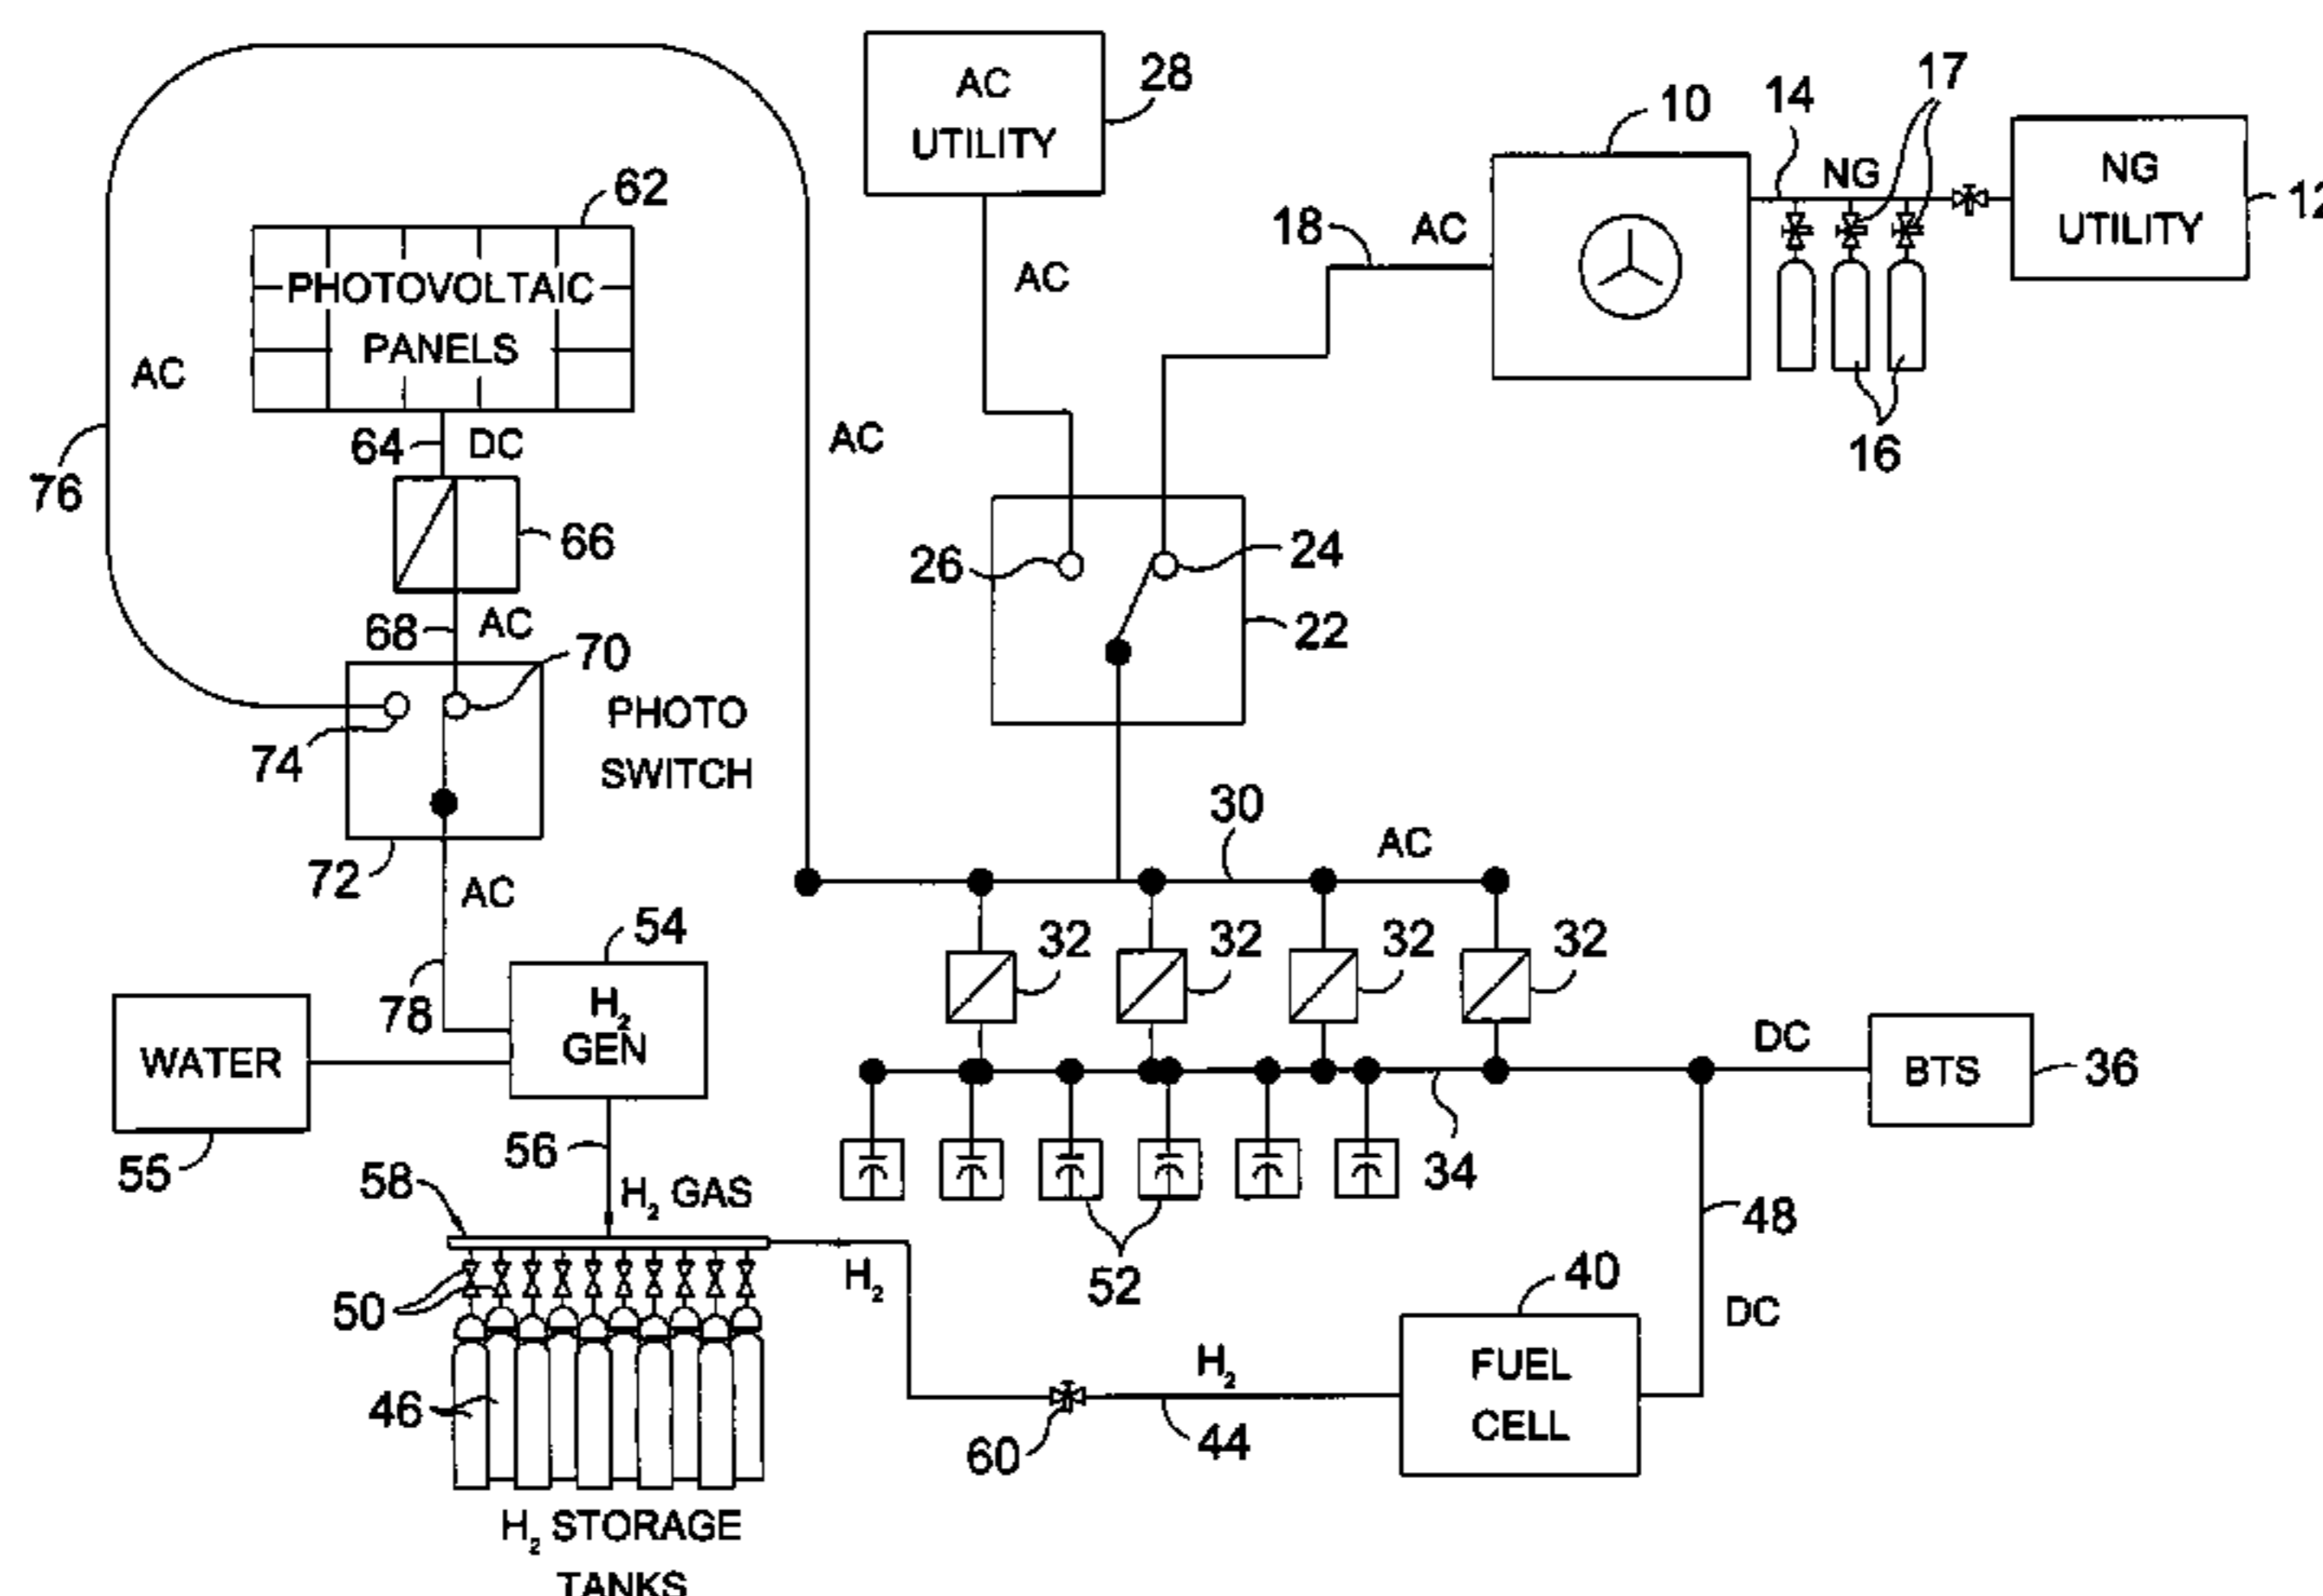 AC
UTILITY
28
10
14
17
NG
NG
UTILITY
12
62
18
AC
AC
PHOTOVOLTAIC
PANELS
AC
16
64
DC
AC
76
66
26
24
22
68
AC
70
PHOTO
SWITCH
74
72
AC
30
AC
54
32
32
32
32
78
H₂
GEN
WATER
55
DC
BTS
36
56
58
H₂ GAS
34
48
50
H₂
52
40
DC
46
H₂
FUEL
CELL
60
44
H₂ STORAGE
TANKS